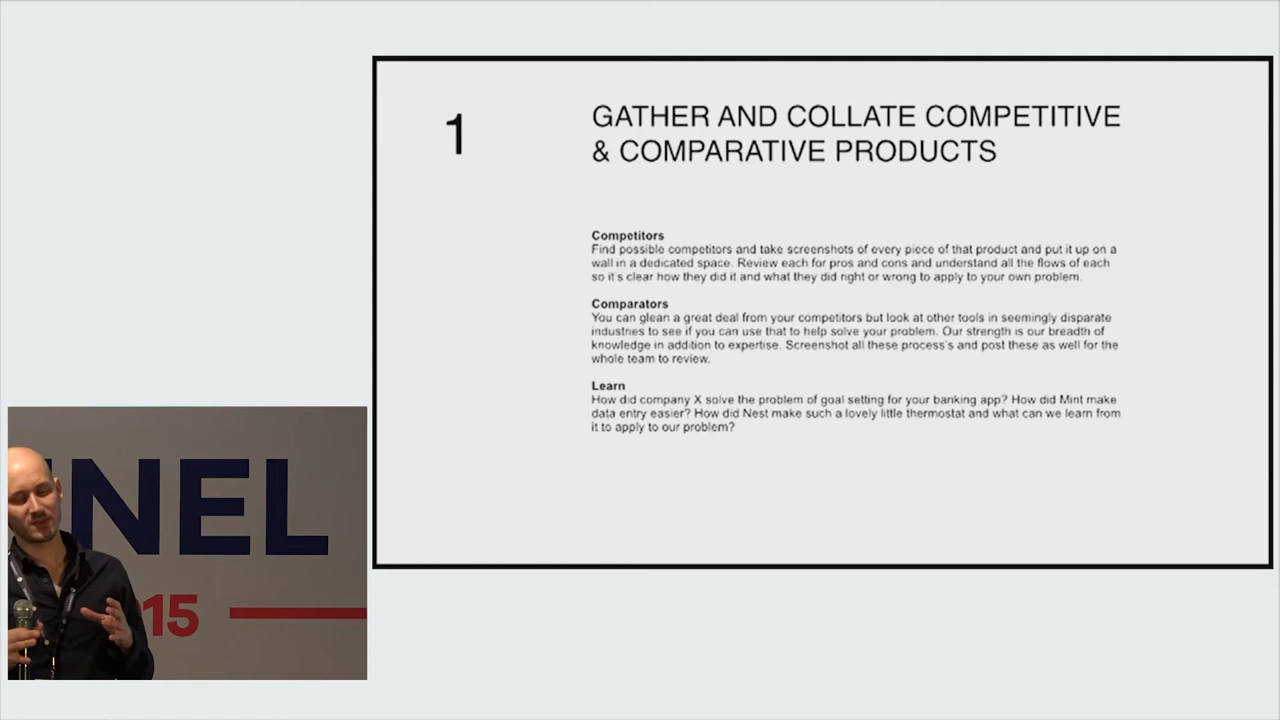 1
GATHER AND COLLATE COMPETITIVE
& COMPARATIVE PRODUCTS
Competitors
Find possible competitors and take screenshots of every piece of that product and put it up on a
wall in a dedicated space. Review each for pros and cons and understand all the flows of each
so it's clear how they did it and what they did right or wrong to apply to your own problem.
Comparators
You can glean a great deal from your competitors but look at other tools in seemingly disparate
industries to see if you can use that to help solve your problem. Our strength is our breadth of
knowledge in addition to expertise. Screenshot all these process's and post these as well for the
whole team to review.
Learn
How did company X solve the problem of goal setting for your banking app? How did Mint make
data entry easier? How did Nest make such a lovely little thermostat and what can we learn from
it to apply to our problem?
NEL
15